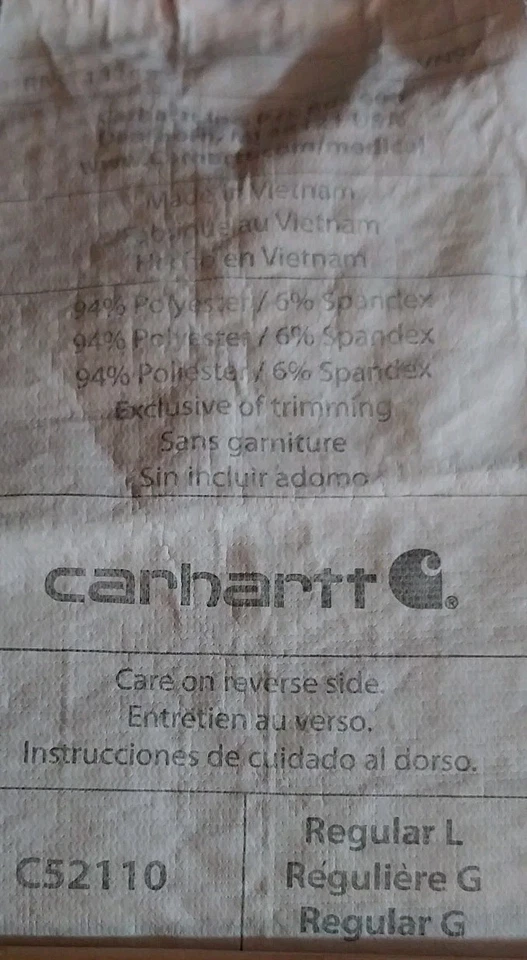 Made in Vietnam
Fabriqué au Vietnam
Hecho en Vietnam
94% Polyester / 6% Spandex
94% Polyester / 6% Spandex
94% Poliester / 6% Spandex
Exclusive of trimming
Sans garniture
Sin incluir adorno
carhartt
Care on reverse side.
Entretien au verso.
Instrucciones de cuidado al dorso.
C52110
Regular L
Régulière G
Regular G